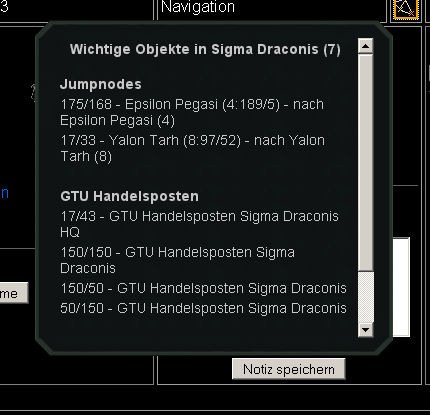 3
Navigation
Wichtige Objekte in Sigma Draconis (7)
Jumpnodes
175/168 - Epsilon Pegasi (4:189/5) - nach
Epsilon Pegasi (4)
17/33 - Yalon Tarh (8:97/52) - nach Yalon
Tarh (8)
n
GTU Handelsposten
17/43 - GTU Handelsposten Sigma Draconis
HQ
150/150 - GTU Handelsposten Sigma
Draconis
150/50 - GTU Handelsposten Sigma Draconis
me
50/150 - GTU Handelsposten Sigma Draconis
Notiz speichern